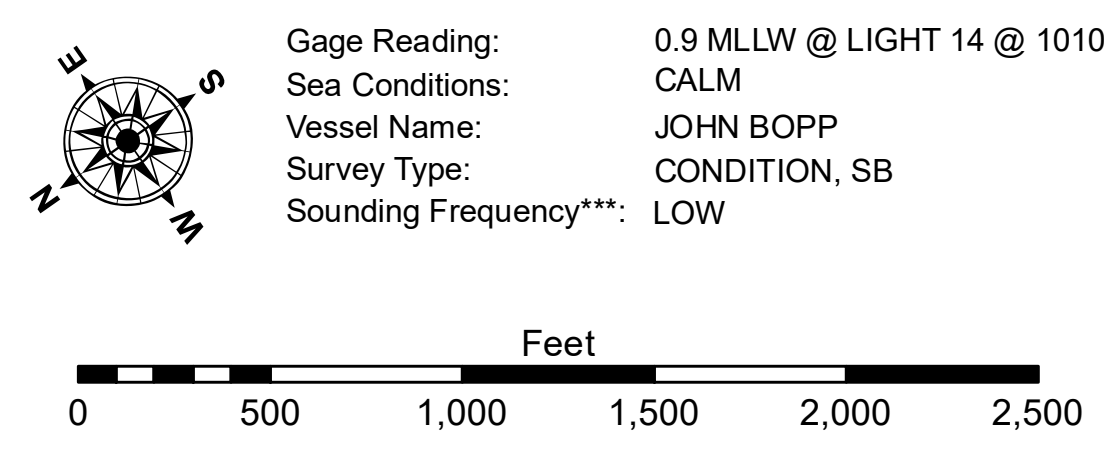 E
S
N
W
Gage Reading: 0.9 MLLW @ LIGHT 14 @ 1010
Sea Conditions: CALM
Vessel Name: JOHN BOPP
Survey Type: CONDITION, SB
Sounding Frequency***: LOW
Feet
0 500 1,000 1,500 2,000 2,500